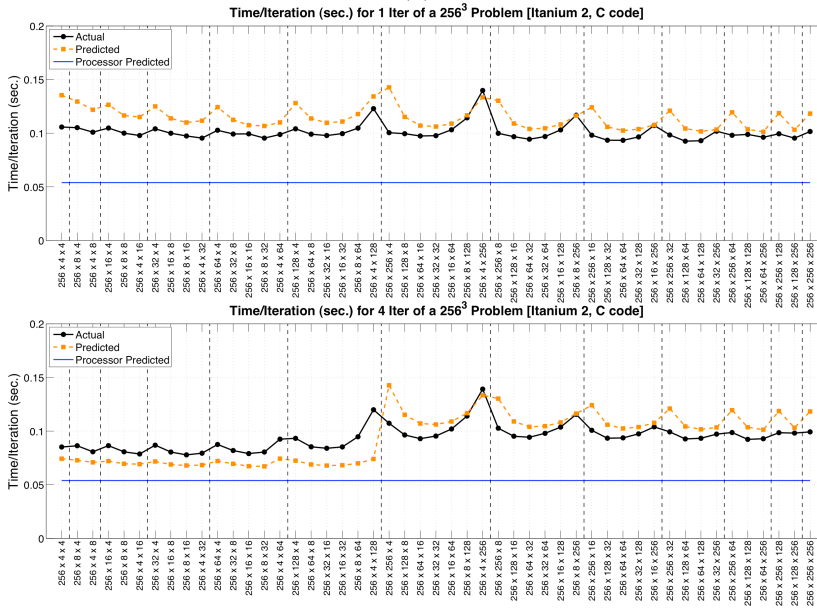 Time/Iteration (sec.) for 1 Iter of a 256³ Problem [Itanium 2, C code]
0.2
0.15
0.1
0.05
0
Time/Iteration (sec.)
Actual
Predicted
Processor Predicted
256 x 4 x 4
256 x 8 x 4
256 x 4 x 8
256 x 16 x 4
256 x 8 x 8
256 x 4 x 16
256 x 32 x 4
256 x 16 x 8
256 x 8 x 16
256 x 4 x 32
256 x 64 x 4
256 x 32 x 8
256 x 16 x 16
256 x 8 x 32
256 x 4 x 64
256 x 128 x 4
256 x 64 x 8
256 x 32 x 16
256 x 16 x 32
256 x 8 x 64
256 x 4 x 128
256 x 256 x 4
256 x 128 x 8
256 x 64 x 16
256 x 32 x 32
256 x 16 x 64
256 x 8 x 128
256 x 4 x 256
256 x 256 x 8
256 x 128 x 16
256 x 64 x 32
256 x 32 x 64
256 x 16 x 128
256 x 8 x 256
256 x 256 x 16
256 x 128 x 32
256 x 64 x 64
256 x 32 x 128
256 x 16 x 256
256 x 256 x 32
256 x 128 x 64
256 x 64 x 128
256 x 32 x 256
256 x 256 x 64
256 x 128 x 128
256 x 64 x 256
256 x 256 x 128
256 x 128 x 256
256 x 256 x 256
Time/Iteration (sec.) for 4 Iter of a 256³ Problem [Itanium 2, C code]
0.2
0.15
0.1
0.05
0
Time/Iteration (sec.)
Actual
Predicted
Processor Predicted
256 x 4 x 4
256 x 8 x 4
256 x 4 x 8
256 x 16 x 4
256 x 8 x 8
256 x 4 x 16
256 x 32 x 4
256 x 16 x 8
256 x 8 x 16
256 x 4 x 32
256 x 64 x 4
256 x 32 x 8
256 x 16 x 16
256 x 8 x 32
256 x 4 x 64
256 x 128 x 4
256 x 64 x 8
256 x 32 x 16
256 x 16 x 32
256 x 8 x 64
256 x 4 x 128
256 x 256 x 4
256 x 128 x 8
256 x 64 x 16
256 x 32 x 32
256 x 16 x 64
256 x 8 x 128
256 x 4 x 256
256 x 256 x 8
256 x 128 x 16
256 x 64 x 32
256 x 32 x 64
256 x 16 x 128
256 x 8 x 256
256 x 256 x 16
256 x 128 x 32
256 x 64 x 64
256 x 32 x 128
256 x 16 x 256
256 x 256 x 32
256 x 128 x 64
256 x 64 x 128
256 x 32 x 256
256 x 256 x 64
256 x 128 x 128
256 x 64 x 256
256 x 256 x 128
256 x 128 x 256
256 x 256 x 256